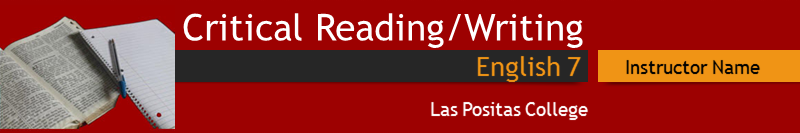 Critical Reading/Writing
English 7
Instructor Name
Las Positas College